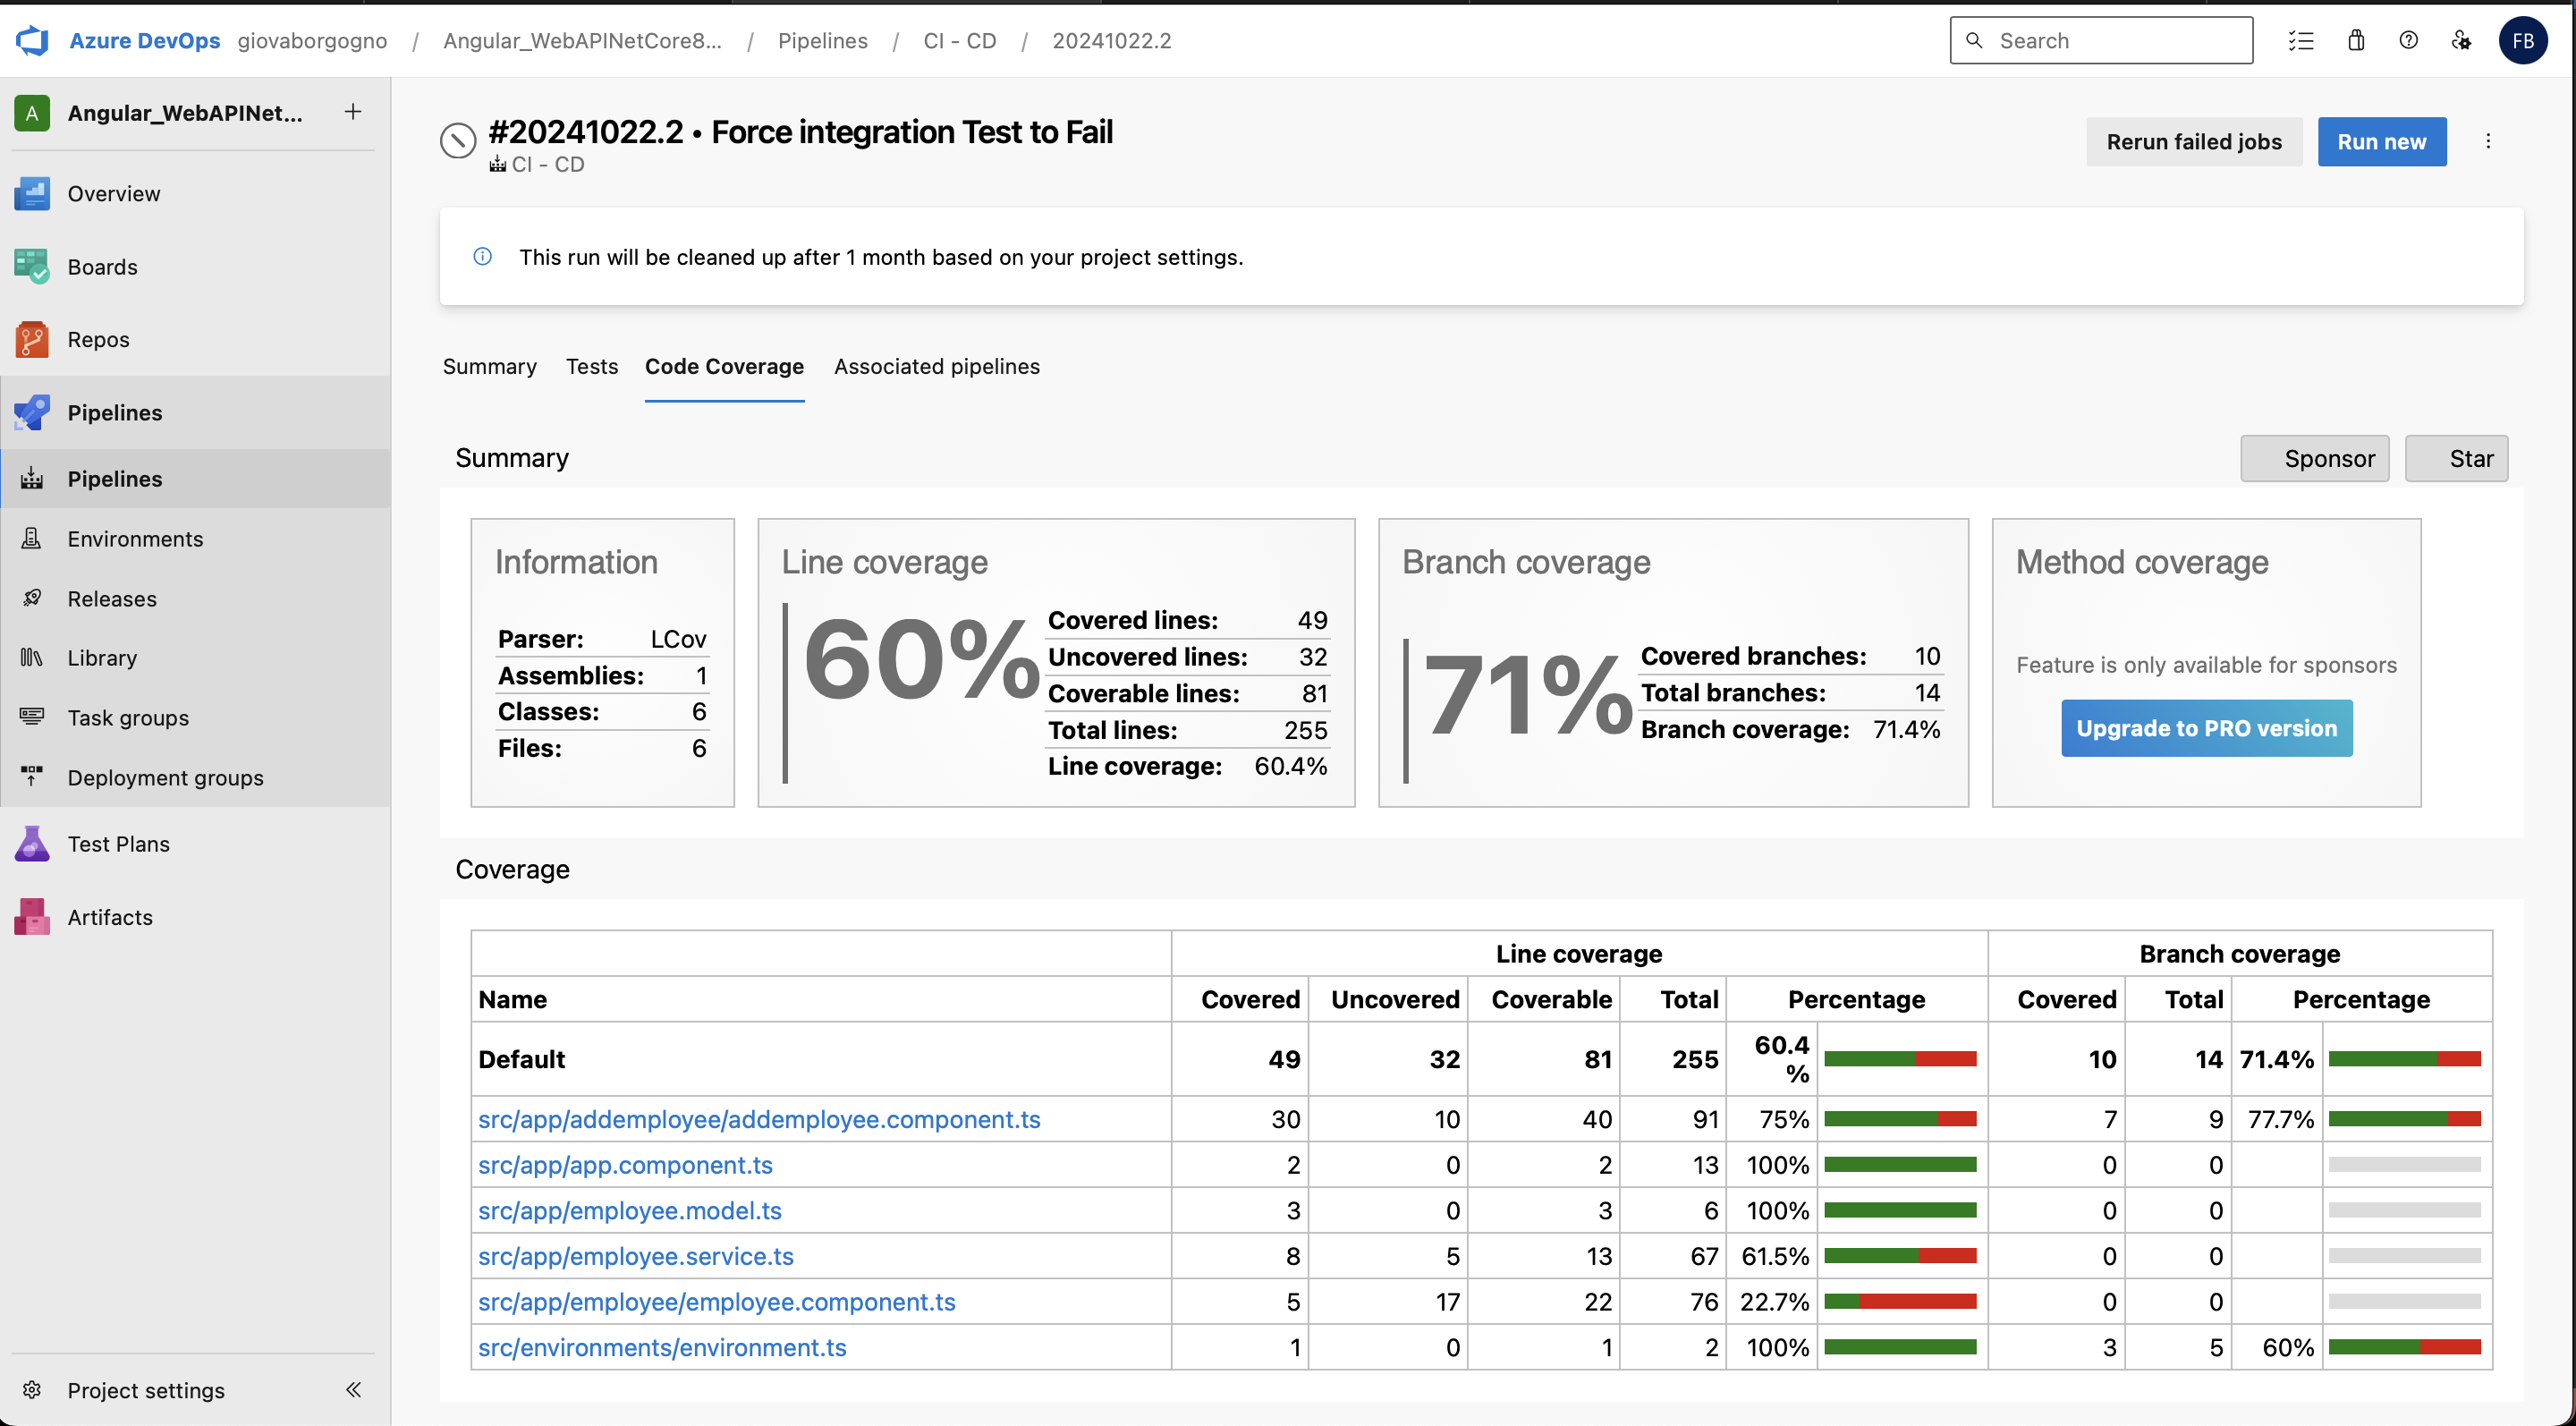 Azure DevOps giovaborgogno / Angular_WebAPINetCore8... / Pipelines / CI - CD / 20241022.2
Search
FB
A Angular_WebAPINet... +
Overview
Boards
Repos
Pipelines
Pipelines
Environments
Releases
Library
Task groups
Deployment groups
Test Plans
Artifacts
Project settings
#20241022.2 • Force integration Test to Fail
CI - CD
Rerun failed jobs
Run new
This run will be cleaned up after 1 month based on your project settings.
Summary Tests Code Coverage Associated pipelines
Summary
Sponsor Star
Information
Parser: LCov
Assemblies: 1
Classes: 6
Files: 6
Line coverage
60%
Covered lines: 49
Uncovered lines: 32
Coverable lines: 81
Total lines: 255
Line coverage: 60.4%
Branch coverage
71%
Covered branches: 10
Total branches: 14
Branch coverage: 71.4%
Method coverage
Feature is only available for sponsors
Upgrade to PRO version
Coverage
Line coverage Branch coverage
Name Covered Uncovered Coverable Total Percentage Covered Total Percentage
Default 49 32 81 255 60.4 % 10 14 71.4%
src/app/addemployee/addemployee.component.ts 30 10 40 91 75% 7 9 77.7%
src/app/app.component.ts 2 0 2 13 100% 0 0
src/app/employee.model.ts 3 0 3 6 100% 0 0
src/app/employee.service.ts 8 5 13 67 61.5% 0 0
src/app/employee/employee.component.ts 5 17 22 76 22.7% 0 0
src/environments/environment.ts 1 0 1 2 100% 3 5 60%